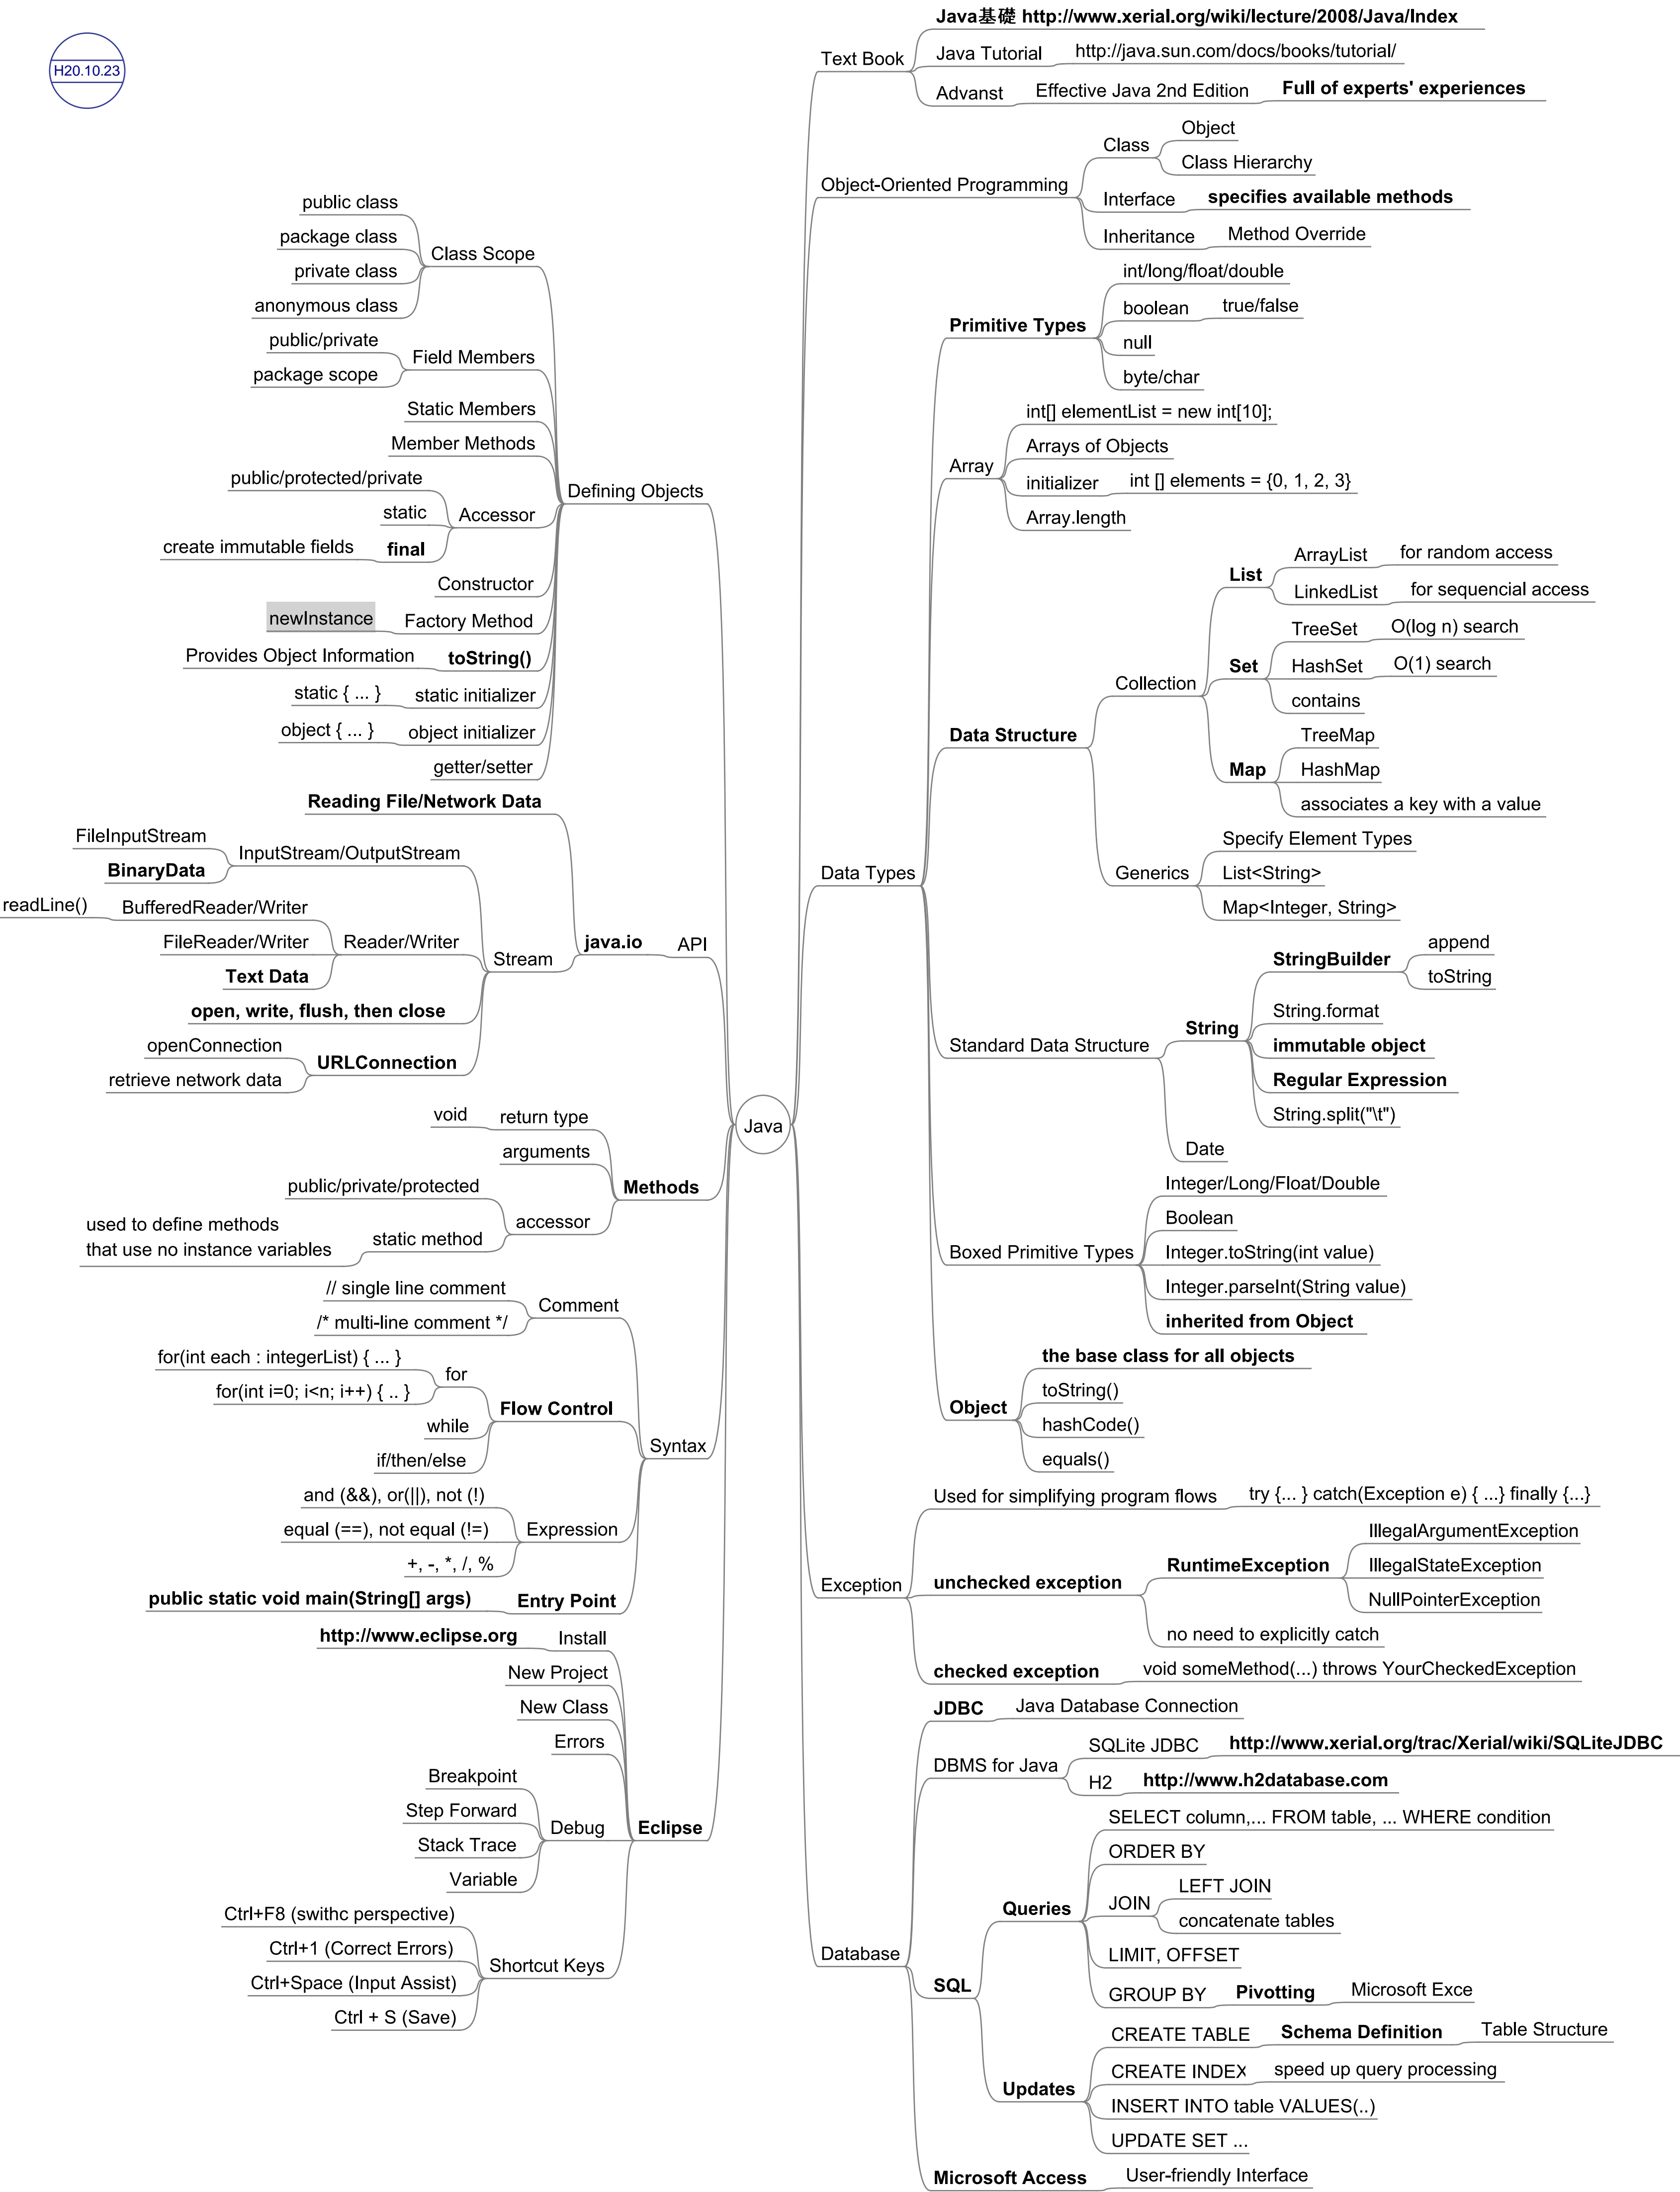 H20.10.23
Java
Text Book
Java基礎 http://www.xerial.org/wiki/lecture/2008/Java/Index
Java Tutorial
http://java.sun.com/docs/books/tutorial/
Advanst
Effective Java 2nd Edition
Full of experts' experiences
Object-Oriented Programming
Class
Object
Class Hierarchy
Interface
specifies available methods
Inheritance
Method Override
Data Types
Primitive Types
int/long/float/double
boolean
true/false
null
byte/char
Array
int[] elementList = new int[10];
Arrays of Objects
initializer
int [] elements = {0, 1, 2, 3}
Array.length
Data Structure
Collection
List
ArrayList
for random access
LinkedList
for sequencial access
Set
TreeSet
O(log n) search
HashSet
O(1) search
contains
Map
TreeMap
HashMap
associates a key with a value
Generics
Specify Element Types
List<String>
Map<Integer, String>
Standard Data Structure
String
StringBuilder
append
toString
String.format
immutable object
Regular Expression
String.split("\t")
Date
Boxed Primitive Types
Integer/Long/Float/Double
Boolean
Integer.toString(int value)
Integer.parseInt(String value)
inherited from Object
Object
the base class for all objects
toString()
hashCode()
equals()
Exception
Used for simplifying program flows
try {... } catch(Exception e) { ...} finally {...}
unchecked exception
RuntimeException
IllegalArgumentException
IllegalStateException
NullPointerException
no need to explicitly catch
checked exception
void someMethod(...) throws YourCheckedException
Database
JDBC
Java Database Connection
DBMS for Java
SQLite JDBC
http://www.xerial.org/trac/Xerial/wiki/SQLiteJDBC
H2
http://www.h2database.com
SQL
Queries
SELECT column,... FROM table, ... WHERE condition
ORDER BY
JOIN
LEFT JOIN
concatenate tables
LIMIT, OFFSET
GROUP BY
Pivotting
Microsoft Exce
Updates
CREATE TABLE
Schema Definition
Table Structure
CREATE INDEX
speed up query processing
INSERT INTO table VALUES(..)
UPDATE SET ...
Microsoft Access
User-friendly Interface
Defining Objects
Class Scope
public class
package class
private class
anonymous class
Field Members
public/private
package scope
Static Members
Member Methods
Accessor
public/protected/private
static
final
create immutable fields
Constructor
Factory Method
newInstance
toString()
Provides Object Information
static initializer
static { ... }
object initializer
object { ... }
getter/setter
API
java.io
Reading File/Network Data
Stream
InputStream/OutputStream
FileInputStream
BinaryData
Reader/Writer
BufferedReader/Writer
readLine()
FileReader/Writer
Text Data
open, write, flush, then close
URLConnection
openConnection
retrieve network data
Methods
return type
void
arguments
accessor
public/private/protected
static method
used to define methods
that use no instance variables
Syntax
Comment
// single line comment
/* multi-line comment */
Flow Control
for
for(int each : integerList) { ... }
for(int i=0; i<n; i++) { .. }
while
if/then/else
Expression
and (&&), or(||), not (!)
equal (==), not equal (!=)
+, -, *, /, %
Entry Point
public static void main(String[] args)
Eclipse
Install
http://www.eclipse.org
New Project
New Class
Errors
Debug
Breakpoint
Step Forward
Stack Trace
Variable
Shortcut Keys
Ctrl+F8 (swithc perspective)
Ctrl+1 (Correct Errors)
Ctrl+Space (Input Assist)
Ctrl + S (Save)